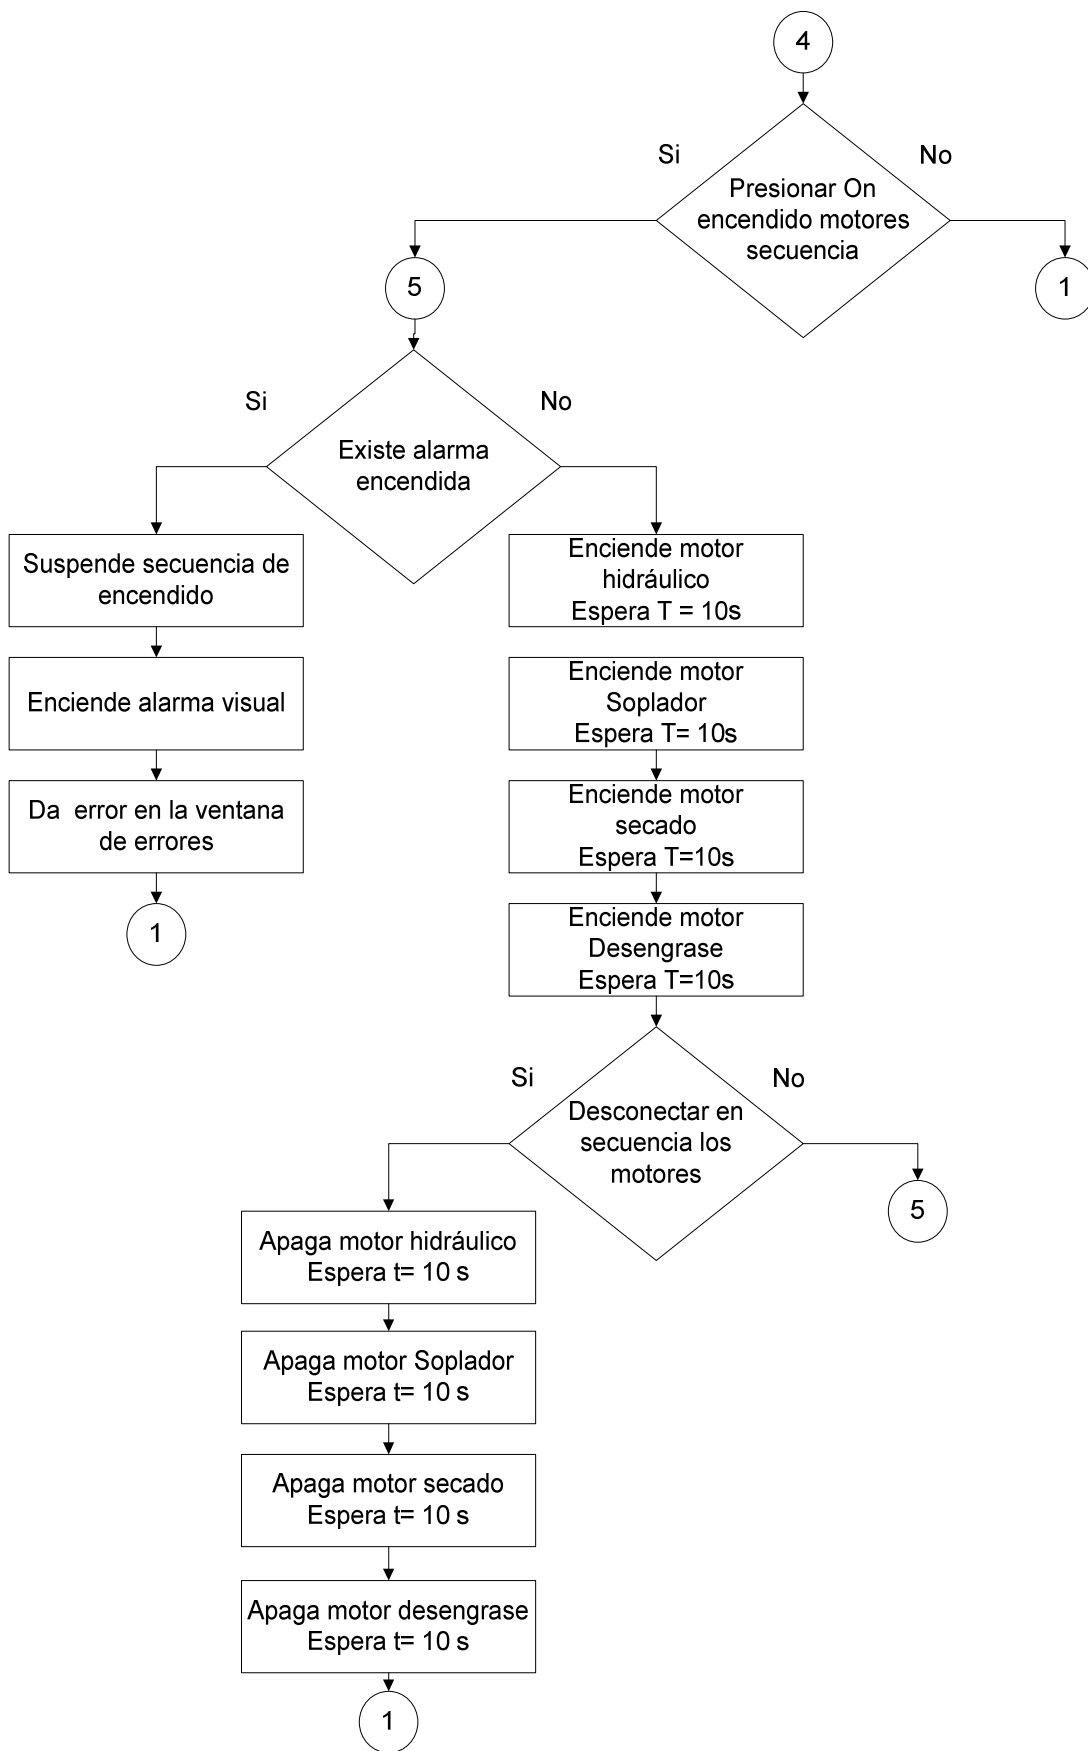 4
Si
No
Presionar On
encendido motores
secuencia
5
1
Si
No
Existe alarma
encendida
Suspende secuencia de
encendido
Enciende alarma visual
Da  error en la ventana
de errores
1
Enciende motor
hidráulico
Espera T = 10s
Enciende motor
Soplador
Espera T= 10s
Enciende motor
secado
Espera T=10s
Enciende motor
Desengrase
Espera T=10s
Si
No
Desconectar en
secuencia los
motores
5
Apaga motor hidráulico
Espera t= 10 s
Apaga motor Soplador
Espera t= 10 s
Apaga motor secado
Espera t= 10 s
Apaga motor desengrase
Espera t= 10 s
1